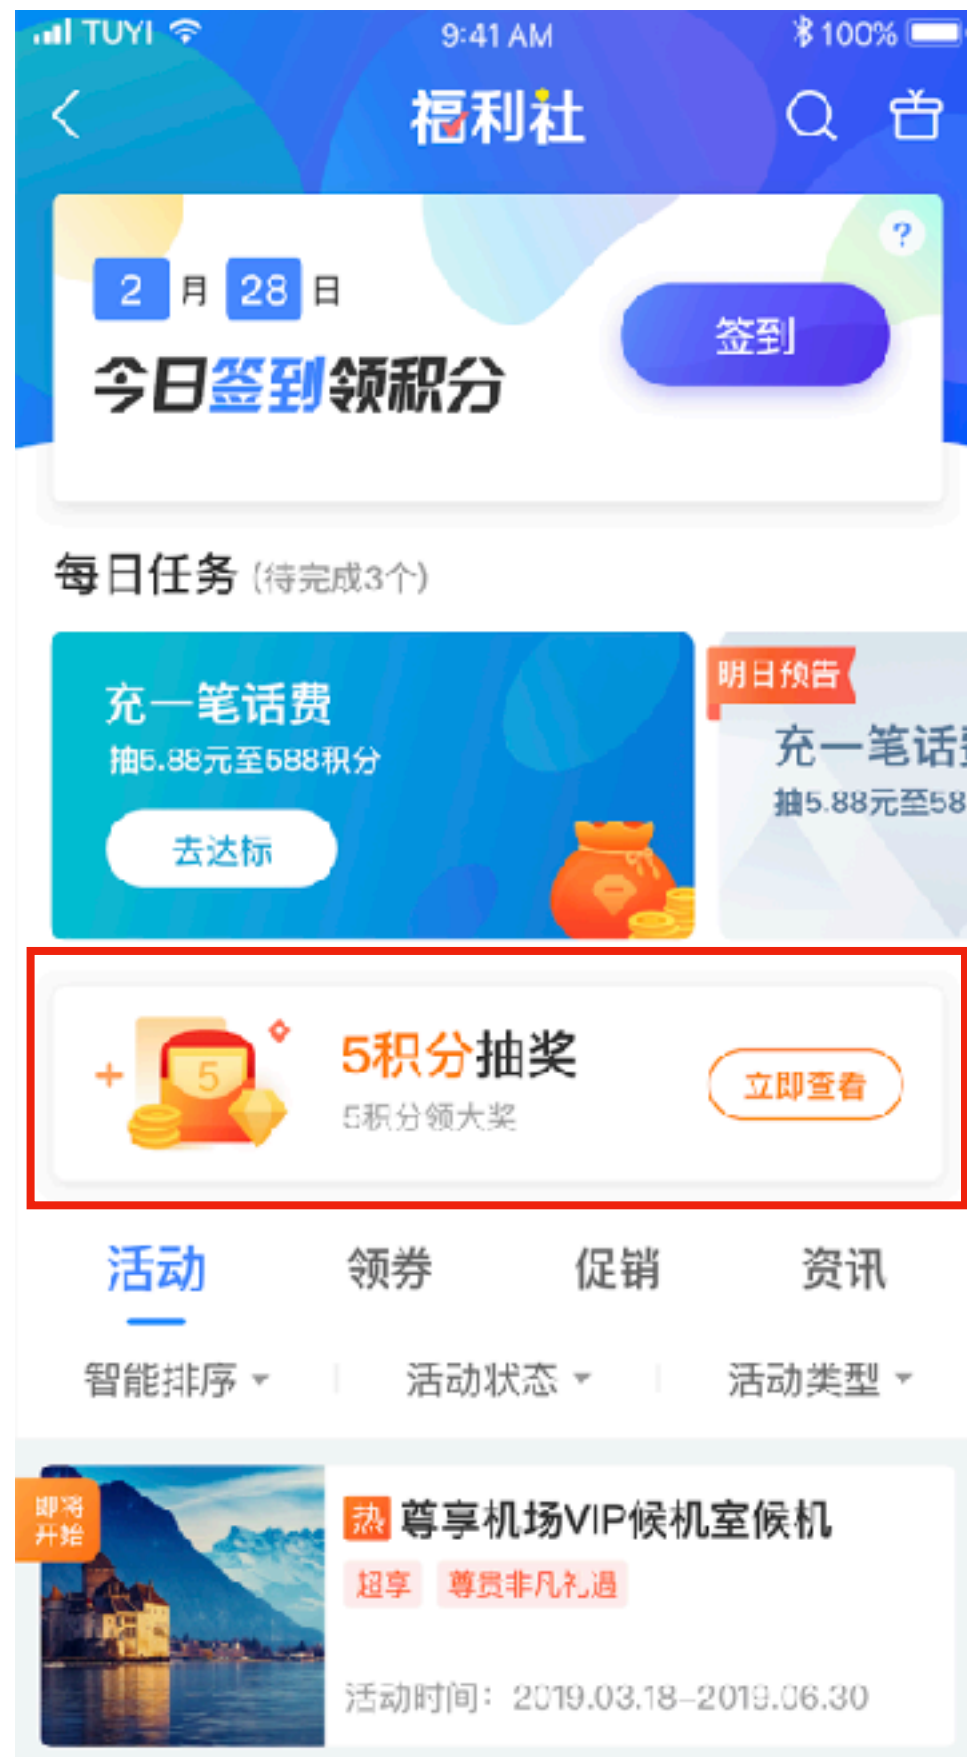 TUYI 9:41 AM 100%
福利社
?
2 月 28 日
签到
今日签到领积分
每日任务 (待完成3个)
明日预告
充一笔话费
抽5.88元至588积分
去达标
充一笔话
抽5.88元至58
5
5积分抽奖
5积分领大奖
立即查看
活动 领券 促销 资讯
智能排序 活动状态 活动类型
即将
开始
热 尊享机场VIP候机室候机
超享 尊贵非凡礼遇
活动时间：2019.03.18-2019.06.30